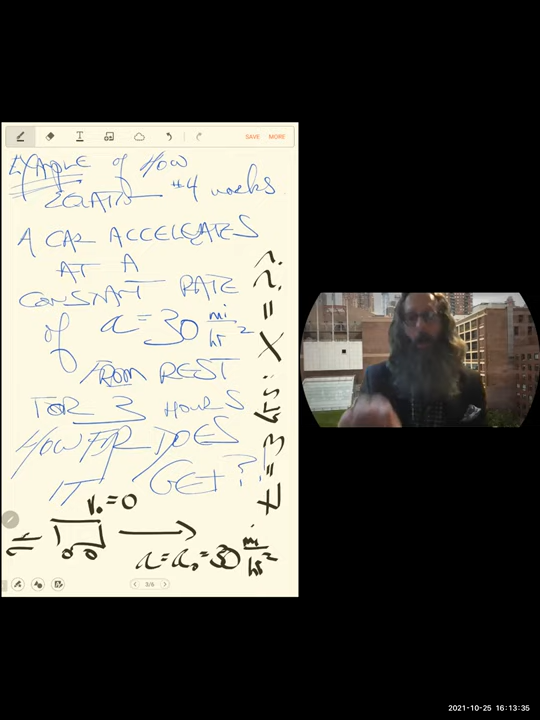 SAVE MORE
EXAMPLE of HOW
EQUATION #4 works
A CAR ACCELERATES
AT A
CONSTANT RATE
of a = 30 mi/hr²
FROM REST
FOR 3 HOURS
HOW FAR DOES
IT GET?
t = 3 hrs: X = ?
V₀ = 0
a = a₀ = 30 mi/hr²
3/6
2021-10-25 16:13:35